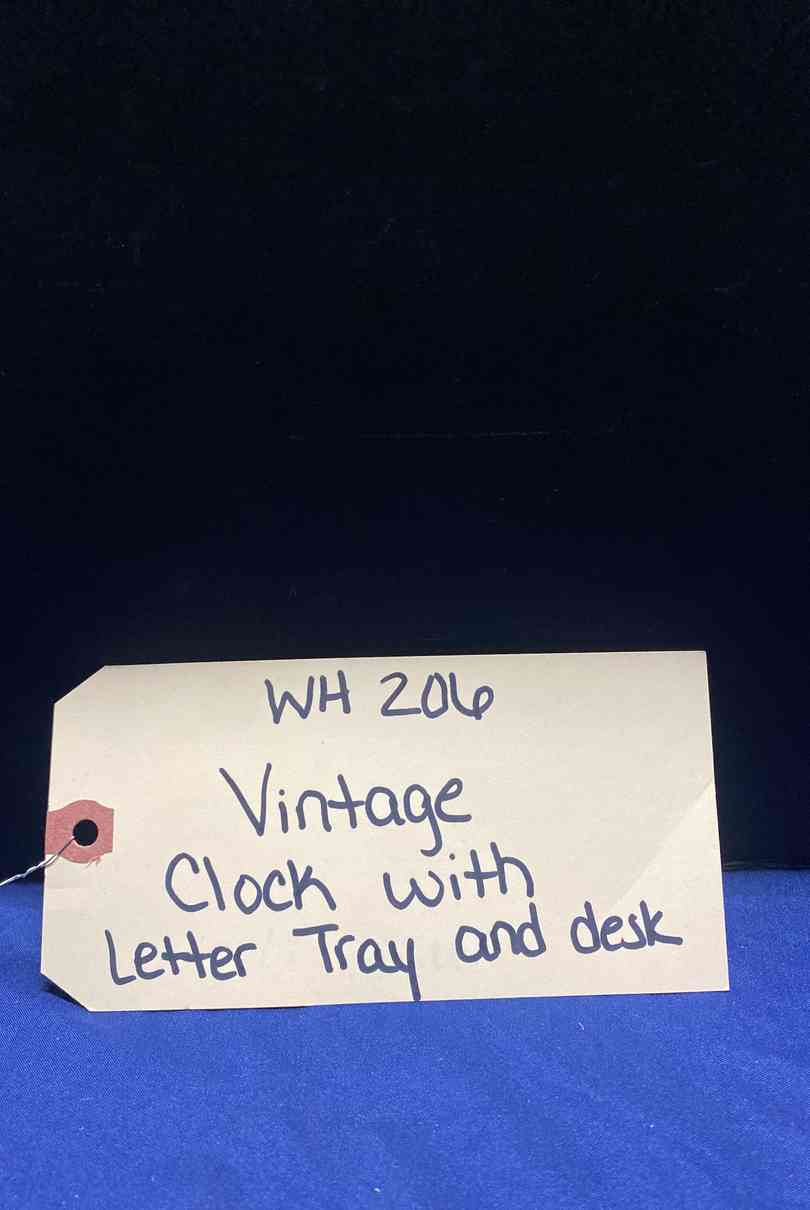 WH 206
Vintage
Clock with
Letter Tray and desk